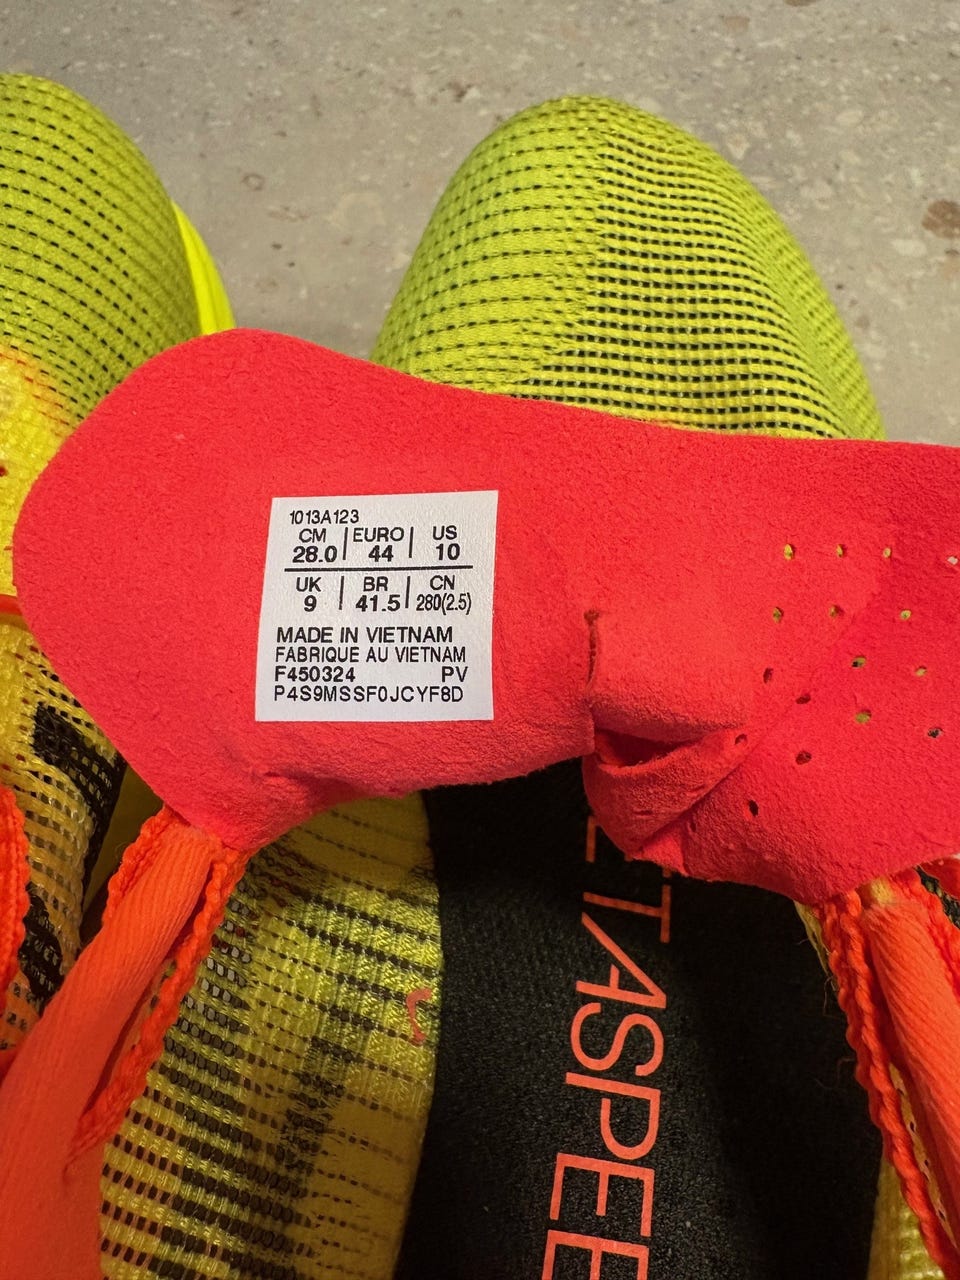 1013A123
CM | EURO | US
28.0 44 10
UK | BR | CN
9 41.5 280(2.5)
MADE IN VIETNAM
FABRIQUE AU VIETNAM
F450324 PV
P4S9MSSF0JCYF8D
ETASPEE